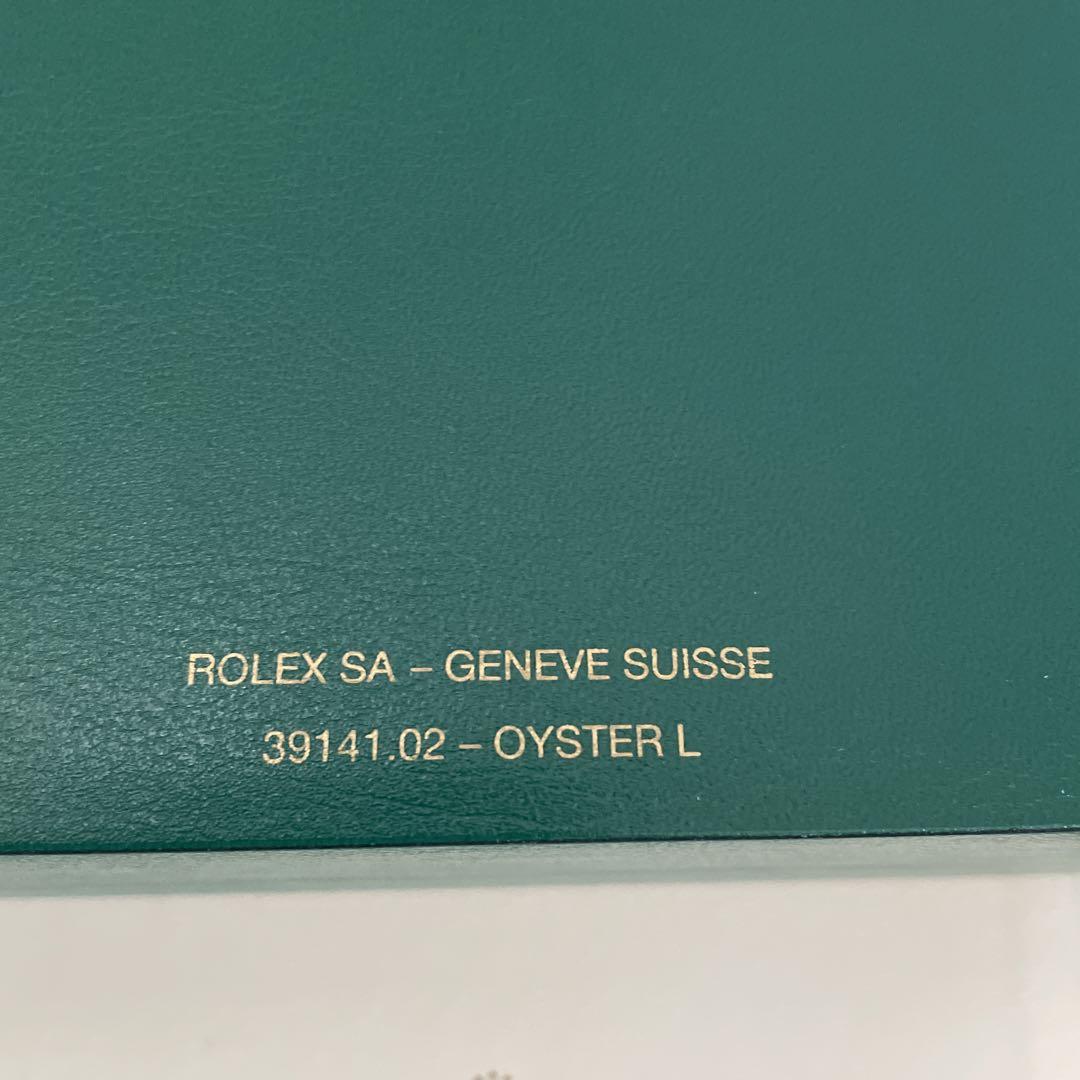 ROLEX SA – GENEVE SUISSE
39141.02 – OYSTER L